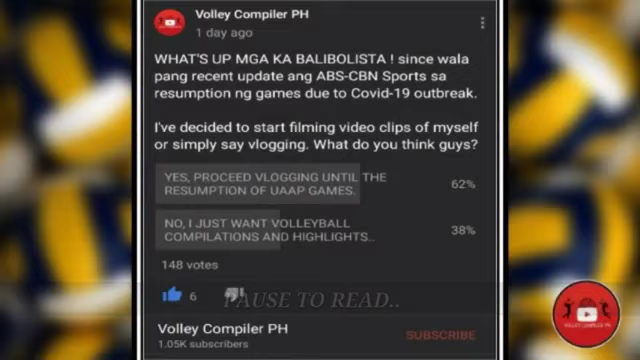 Volley Compiler PH
1 day ago
WHAT'S UP MGA KA BALIBOLISTA ! since wala
pang recent update ang ABS-CBN Sports sa
resumption ng games due to Covid-19 outbreak.
I've decided to start filming video clips of myself
or simply say vlogging. What do you think guys?
YES, PROCEED VLOGGING UNTIL THE
RESUMPTION OF UAAP GAMES.
62%
NO, I JUST WANT VOLLEYBALL
COMPILATIONS AND HIGHLIGHTS..
38%
148 votes
6
PAUSE TO READ..
Volley Compiler PH
SUBSCRIBE
1.05K subscribers
VOLLEY COMPILER PH